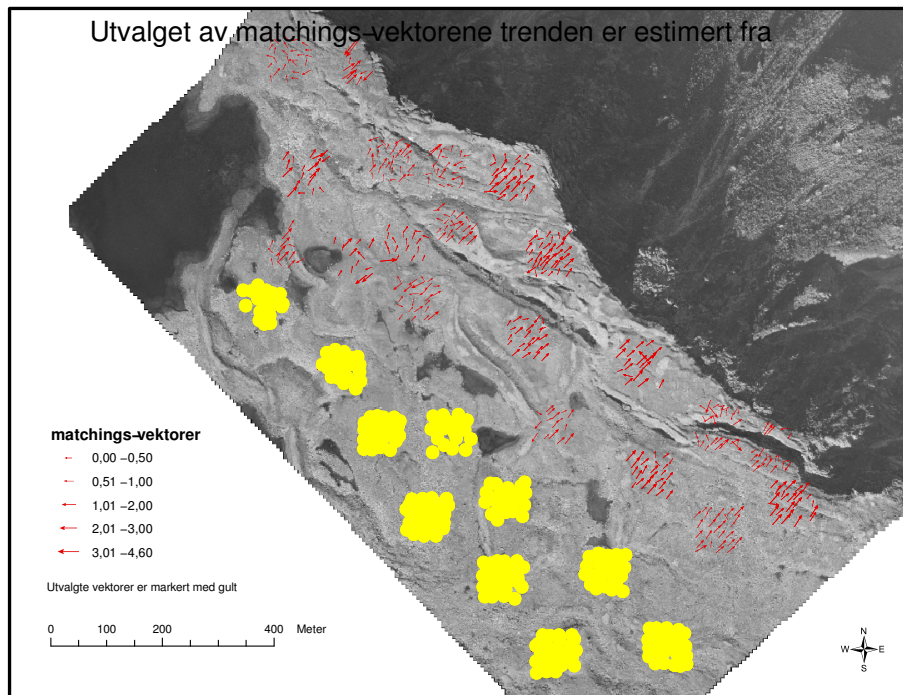 Utvalget av matchings-vektorene trenden er estimert fra
matchings-vektorer
0,00 -0,50
0,51 -1,00
1,01 -2,00
2,01 -3,00
3,01 -4,60
Utvalgte vektorer er markert med gult
0 100 200 400 Meter
N
W E
S